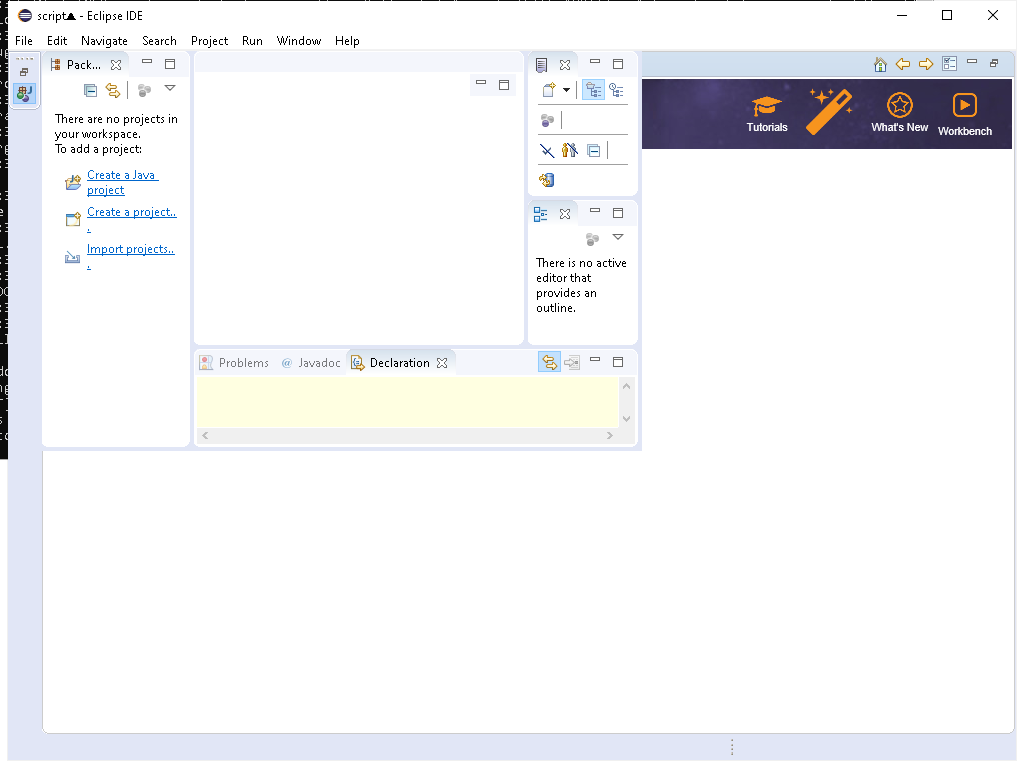 script▲ - Eclipse IDE
File Edit Navigate Search Project Run Window Help
Pack...
There are no projects in
your workspace.
To add a project:
Create a Java
project
Create a project..
.
Import projects..
.
There is no active
editor that
provides an
outline.
Problems @ Javadoc Declaration
Tutorials
What's New
Workbench